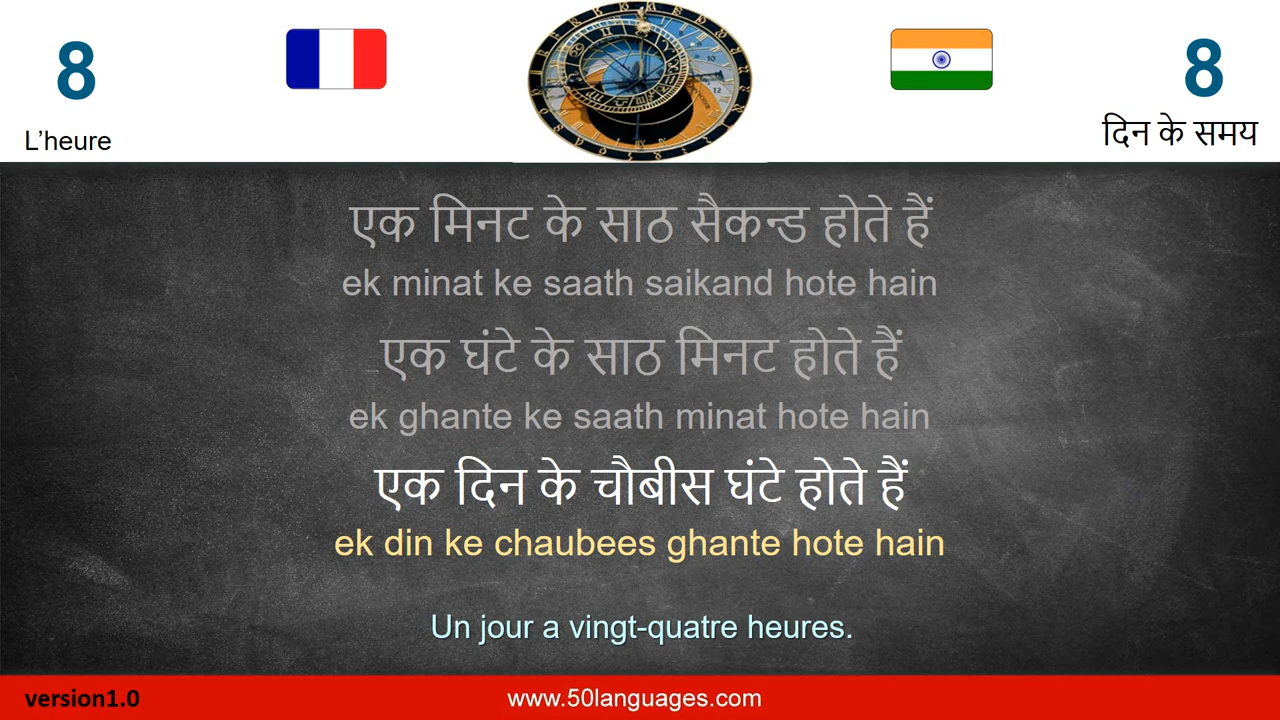 8
8
L’heure
दिन के समय
एक मिनट के साठ सैकन्ड होते हैं
ek minat ke saath saikand hote hain
एक घंटे के साठ मिनट होते हैं
ek ghante ke saath minat hote hain
एक दिन के चौबीस घंटे होते हैं
ek din ke chaubees ghante hote hain
Un jour a vingt-quatre heures.
version1.0
www.50languages.com